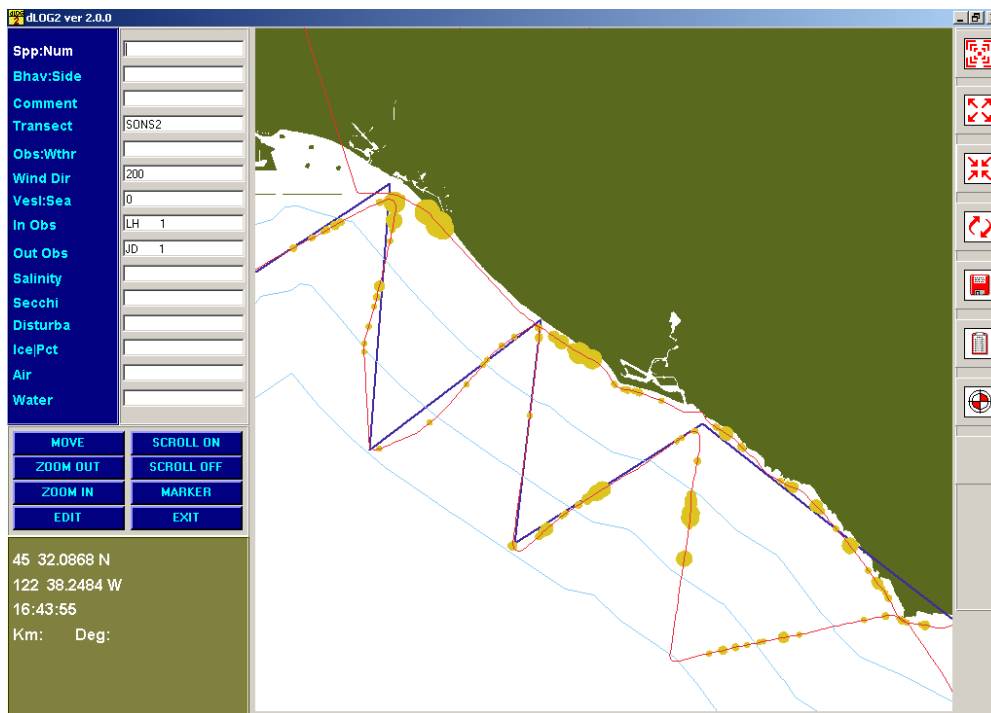 dLOG2 ver 2.0.0
Spp:Num
Bhav:Side
Comment
Transect SONS2
Obs:Wthr
Wind Dir 200
Vesl:Sea 0
In Obs LH 1
Out Obs JD 1
Salinity
Secchi
Disturba
Ice|Pct
Air
Water
MOVE SCROLL ON
ZOOM OUT SCROLL OFF
ZOOM IN MARKER
EDIT EXIT
45 32.0868 N
122 38.2484 W
16:43:55
Km: Deg: